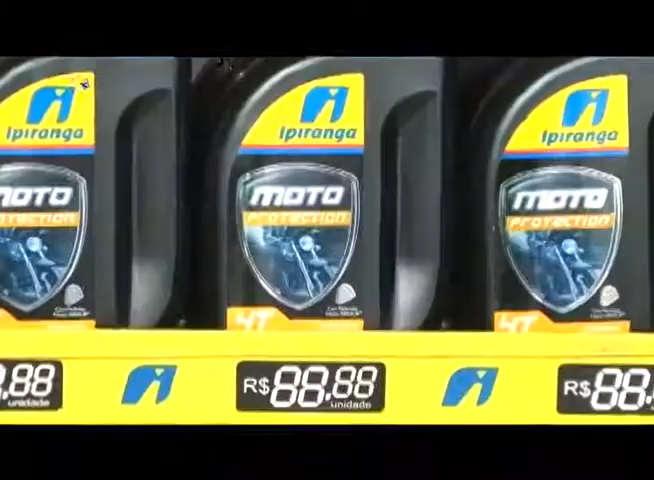 ipiranga
ipiranga
ipiranga
MOTO
PROTECTION
MOTO
PROTECTION
MOTO
PROTECTION
4T
4T
88
unidade
R$88,88
unidade
R$88,